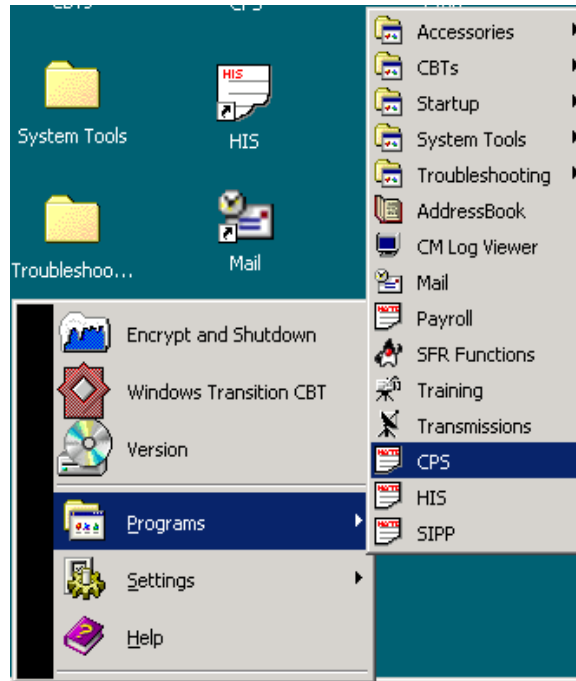 HIS
System Tools
HIS
Troubleshoo...
Mail
Encrypt and Shutdown
Windows Transition CBT
Version
Programs
Settings
Help
Accessories
CBTs
Startup
System Tools
Troubleshooting
AddressBook
CM Log Viewer
Mail
Payroll
SFR Functions
Training
Transmissions
CPS
HIS
SIPP